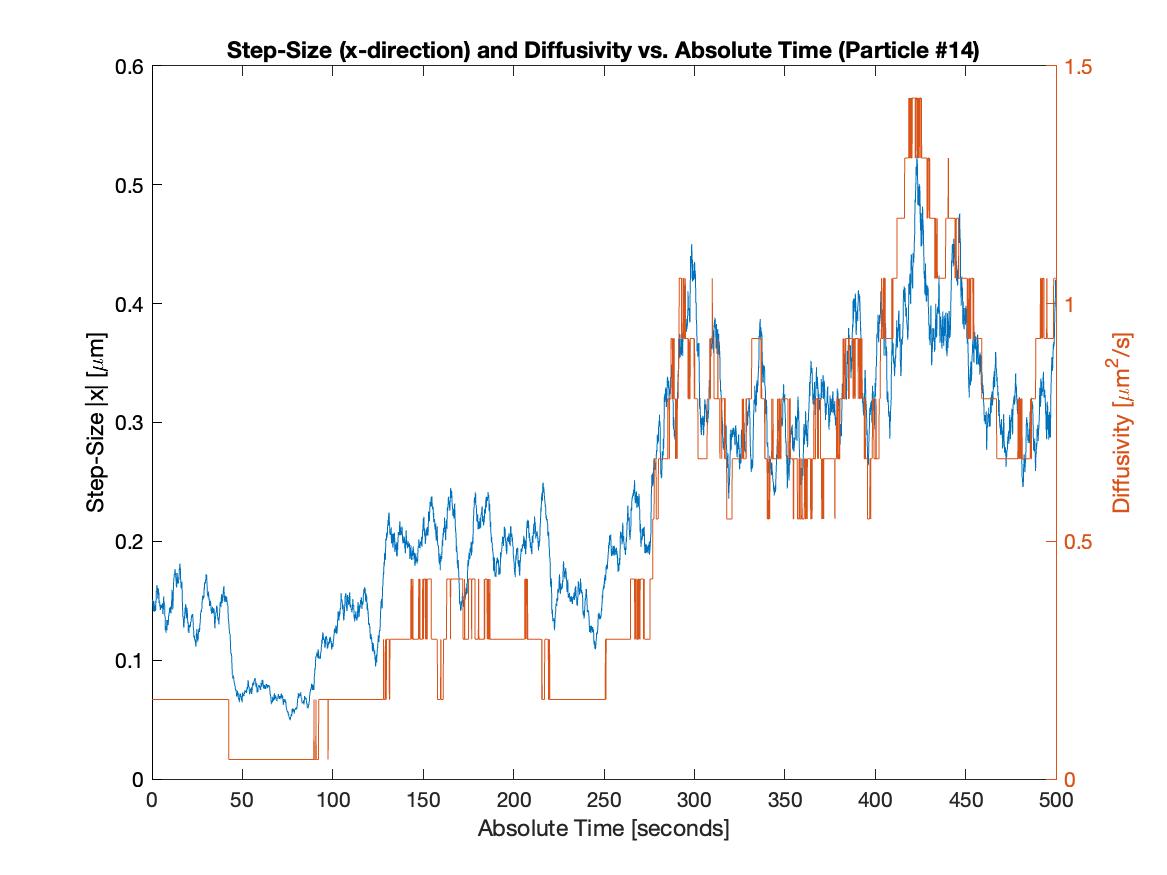 Step-Size (x-direction) and Diffusivity vs. Absolute Time (Particle #14)
0.6
0.5
0.4
0.3
0.2
0.1
0
Step-Size |x| [μm]
1.5
1
0.5
0
Diffusivity [μm²/s]
0 50 100 150 200 250 300 350 400 450 500
Absolute Time [seconds]